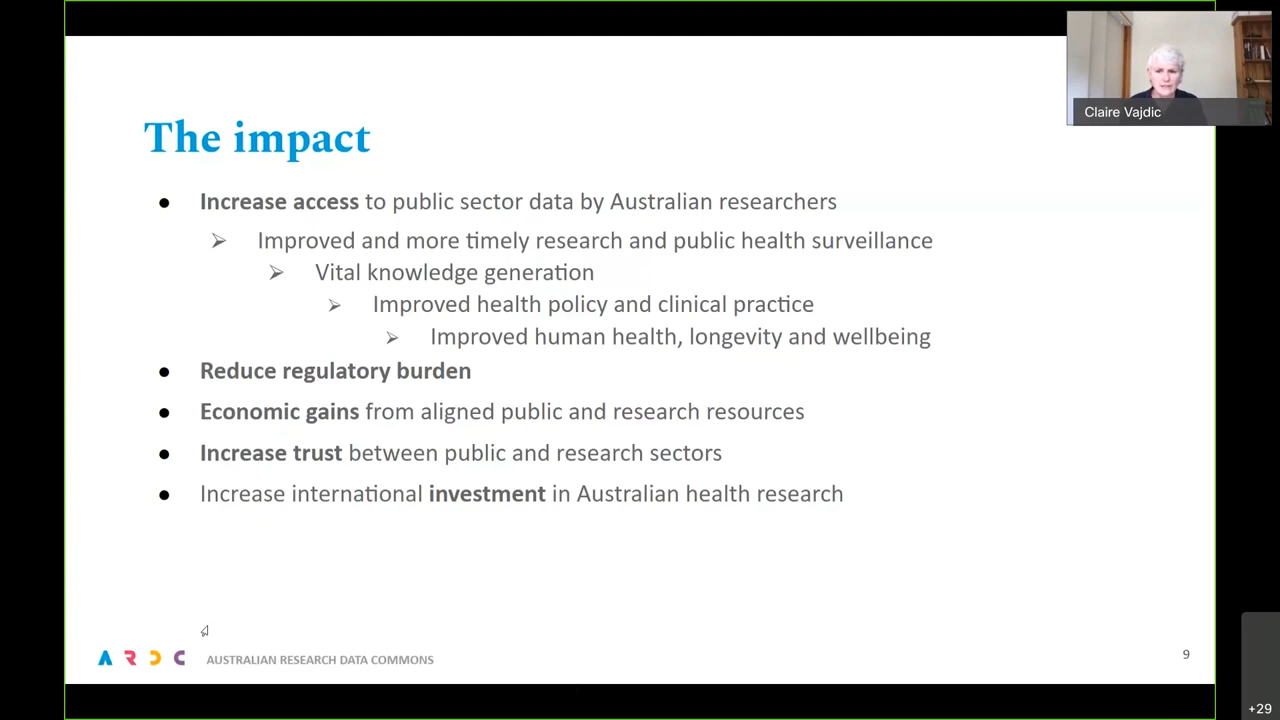 Claire Vajdic
The impact
● Increase access to public sector data by Australian researchers
➢ Improved and more timely research and public health surveillance
➢ Vital knowledge generation
➢ Improved health policy and clinical practice
➢ Improved human health, longevity and wellbeing
● Reduce regulatory burden
● Economic gains from aligned public and research resources
● Increase trust between public and research sectors
● Increase international investment in Australian health research
ARDC AUSTRALIAN RESEARCH DATA COMMONS
9
+29